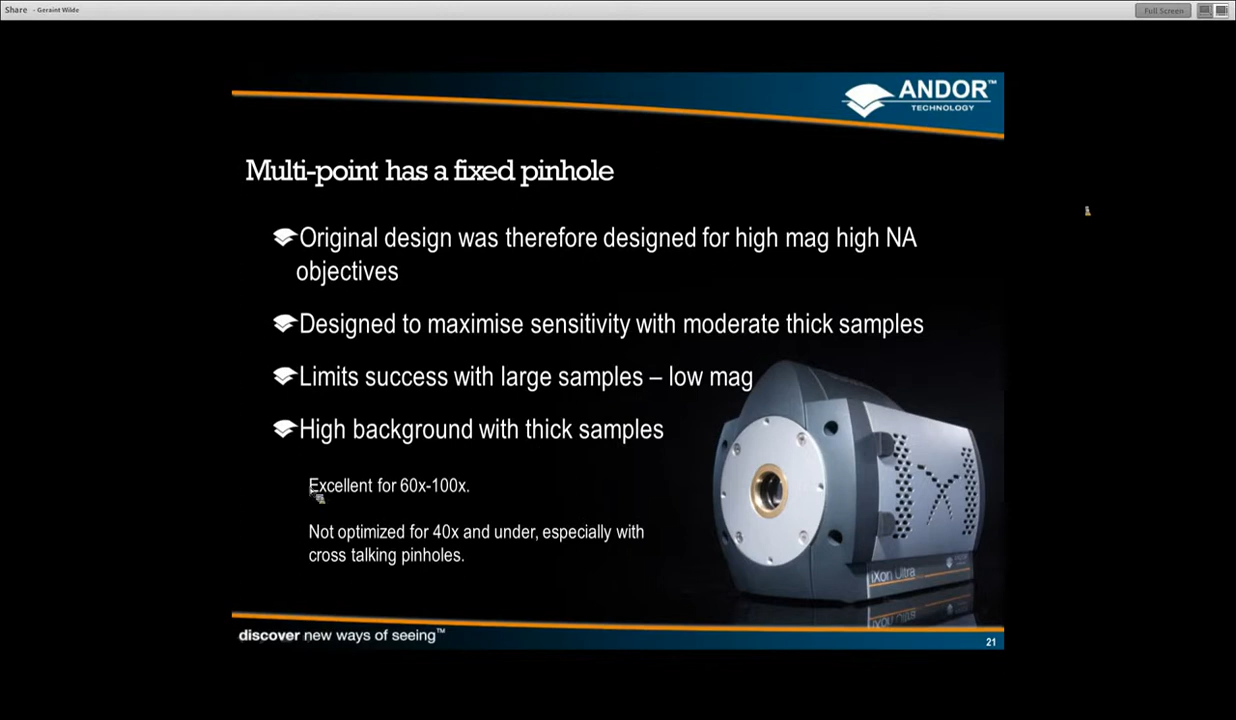 Share - Geraint Wilde
Full Screen
ANDOR™
TECHNOLOGY
Multi-point has a fixed pinhole
Original design was therefore designed for high mag high NA
objectives
Designed to maximise sensitivity with moderate thick samples
Limits success with large samples – low mag
High background with thick samples
Excellent for 60x-100x.
Not optimized for 40x and under, especially with
cross talking pinholes.
iXon Ultra
discover new ways of seeing™
21